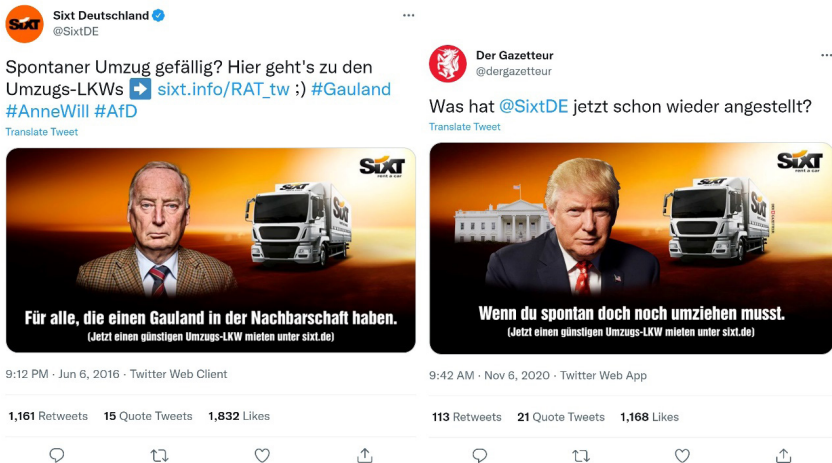 SiXT
Sixt Deutschland
@SixtDE
Spontaner Umzug gefällig? Hier geht's zu den
Umzugs-LKWs ➡ sixt.info/RAT_tw ;) #Gauland
#AnneWill #AfD
Translate Tweet
SiXT
rent a car
SiXT
SiXT
Für alle, die einen Gauland in der Nachbarschaft haben.
(Jetzt einen günstigen Umzugs-LKW mieten unter sixt.de)
9:12 PM · Jun 6, 2016 · Twitter Web Client
1,161 Retweets 15 Quote Tweets 1,832 Likes
Der Gazetteur
@dergazetteur
Was hat @SixtDE jetzt schon wieder angestellt?
Translate Tweet
SiXT
rent a car
SiXT
SiXT
Wenn du spontan doch noch umziehen musst.
(Jetzt einen günstigen Umzugs-LKW mieten unter sixt.de)
9:42 AM · Nov 6, 2020 · Twitter Web App
113 Retweets 21 Quote Tweets 1,168 Likes